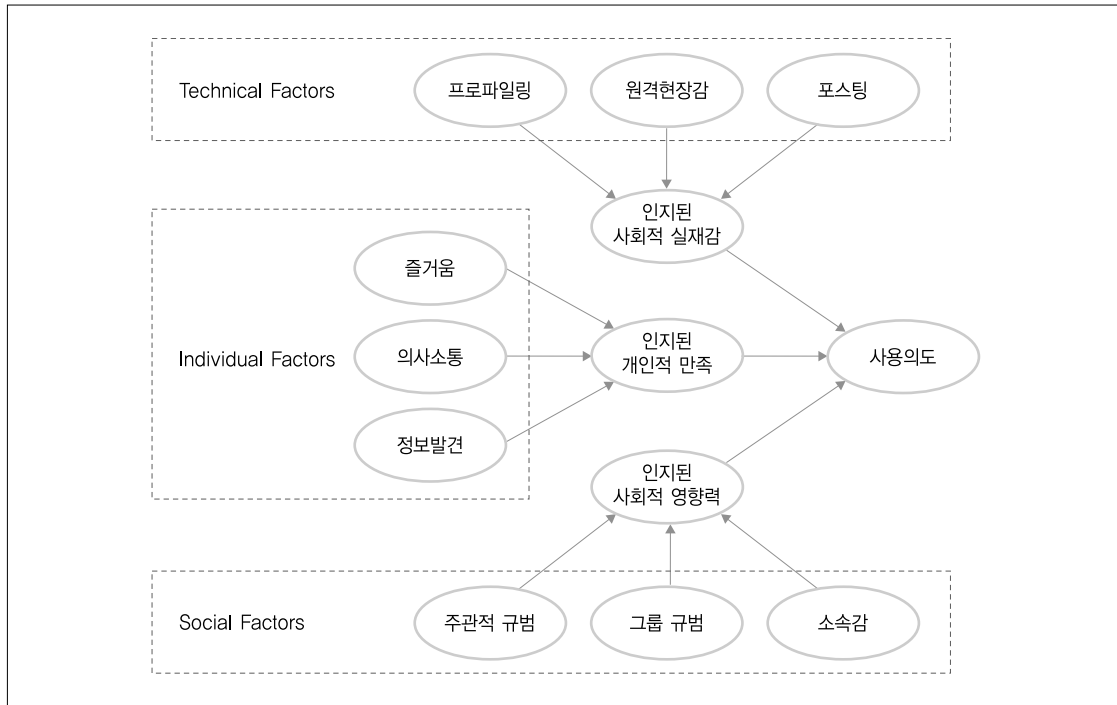 Technical Factors
프로파일링
원격현장감
포스팅
인지된
사회적 실재감
즐거움
Individual Factors
의사소통
인지된
개인적 만족
사용의도
정보발견
인지된
사회적 영향력
Social Factors
주관적 규범
그룹 규범
소속감